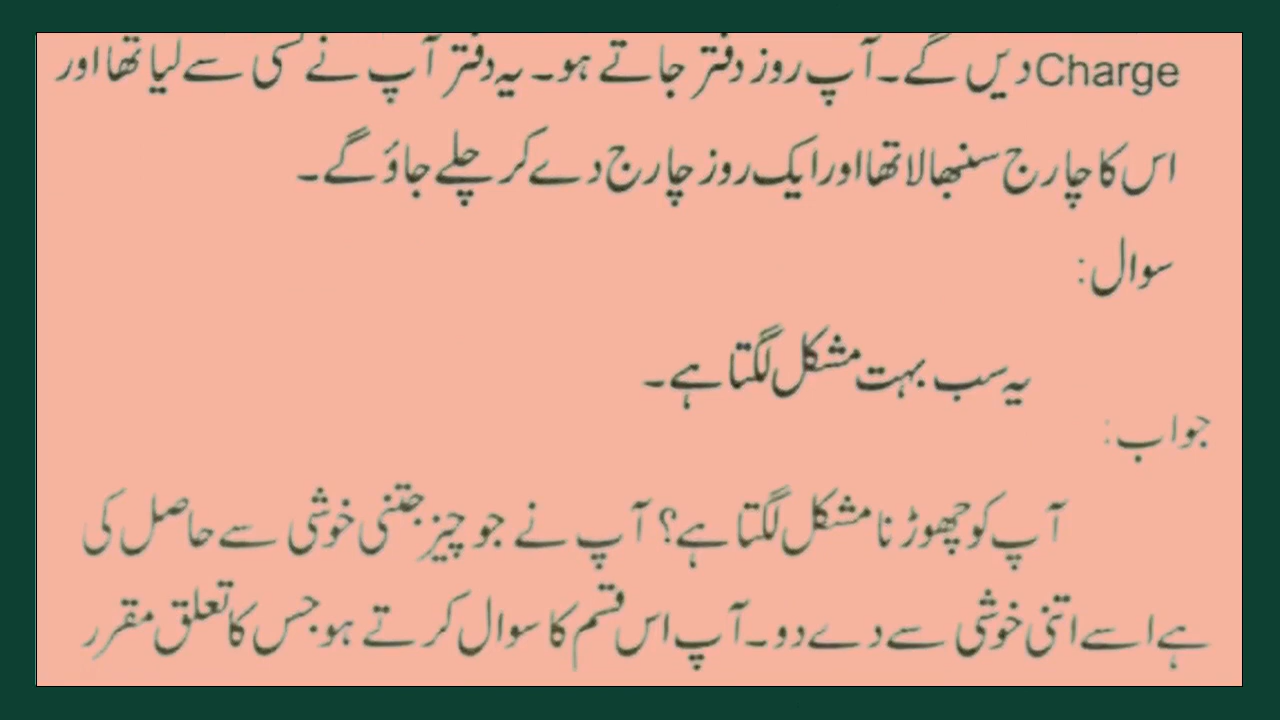 Charge دیں گے۔ آپ روز دفتر جاتے ہو۔ یہ دفتر آپ نے کسی سے لیا تھا اور
اس کا چارج سنبھالا تھا اور ایک روز چارج دے کر چلے جاؤ گے۔
سوال:
یہ سب بہت مشکل لگتا ہے۔
جواب:
آپ کو چھوڑنا مشکل لگتا ہے؟ آپ نے جو چیز جتنی خوشی سے حاصل کی
ہے اسے اتنی خوشی سے دے دو۔ آپ اس قسم کا سوال کرتے ہو جس کا تعلق مقرر